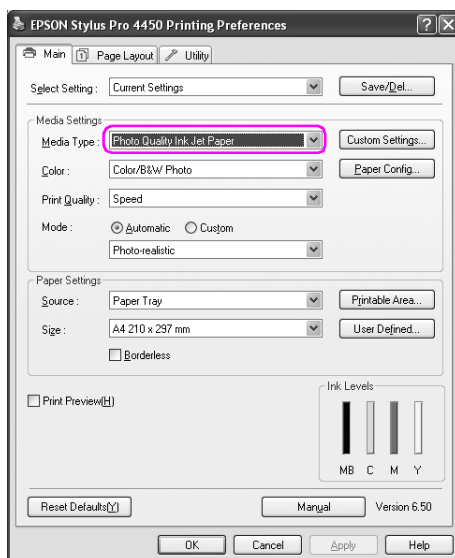 EPSON Stylus Pro 4450 Printing Preferences
Main Page Layout Utility
Select Setting : Current Settings Save/Del...
Media Settings
Media Type : Photo Quality Ink Jet Paper Custom Settings...
Color : Color/B&W Photo Paper Config...
Print Quality : Speed
Mode : Automatic Custom
Photo-realistic
Paper Settings
Source : Paper Tray Printable Area...
Size : A4 210 x 297 mm User Defined...
Borderless
Print Preview(H)
Ink Levels
MB C M Y
Reset Defaults(Y) Manual Version 6.50
OK Cancel Apply Help